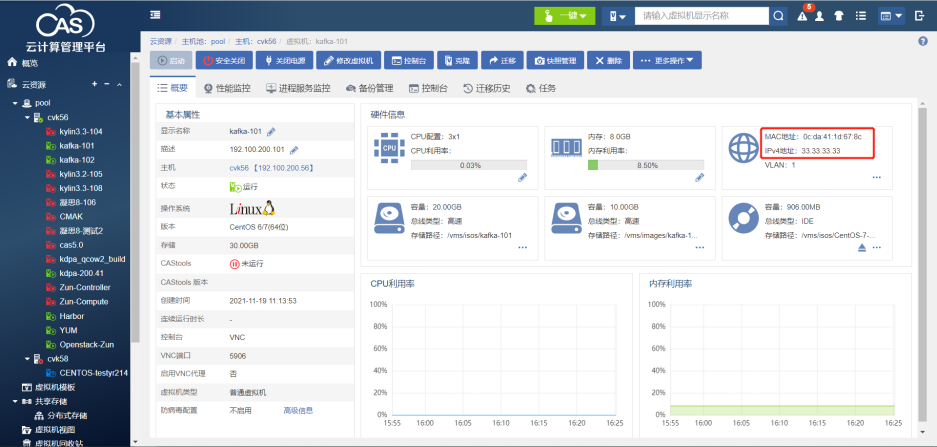 CAS
云计算管理平台
一键
请输入虚拟机显示名称
5
概览
云资源
pool
cvk56
kylin3.3-104
kafka-101
kafka-102
kylin3.2-105
kylin3.3-108
凝思8-106
CMAK
凝思8-测试2
cas5.0
kdpa_qcow2_build
kdpa-200.41
Zun-Controller
Zun-Compute
Harbor
YUM
Openstack-Zun
cvk58
CENTOS-testyr214
虚拟机模板
共享存储
分布式存储
虚拟机视图
虚拟机回收站
云资源 / 主机池：pool / 主机：cvk56 / 虚拟机：kafka-101
启动 安全关闭 关闭电源 修改虚拟机 控制台 克隆 迁移 快照管理 删除 更多操作
概要 性能监控 进程服务监控 备份管理 控制台 迁移历史 任务
基本属性
显示名称 kafka-101
描述 192.100.200.101
主机 cvk56【192.100.200.56】
状态 运行
操作系统 Linux
版本 CentOS 6/7(64位)
存储 30.00GB
CAStools 未运行
CAStools 版本
创建时间 2021-11-19 11:13:53
连续运行时长 -
控制台 VNC
VNC端口 5906
启用VNC代理 否
虚拟机类型 普通虚拟机
防病毒配置 不启用 高级信息
硬件信息
CPU
CPU配置：3x1
CPU利用率：
0.03%
内存：8.0GB
内存利用率：
8.50%
MAC地址：0c:da:41:1d:67:8c
IPv4地址：33.33.33.33
VLAN：1
容量：20.00GB
总线类型：高速
存储路径：/vms/isos/kafka-101
容量：10.00GB
总线类型：高速
存储路径：/vms/images/kafka-1...
容量：906.00MB
总线类型：IDE
存储路径：/vms/isos/CentOS-7-...
CPU利用率
100%
80%
60%
40%
20%
0%
15:55 16:00 16:05 16:10 16:15 16:20 16:25
内存利用率
100%
80%
60%
40%
20%
0%
15:55 16:00 16:05 16:10 16:15 16:20 16:25